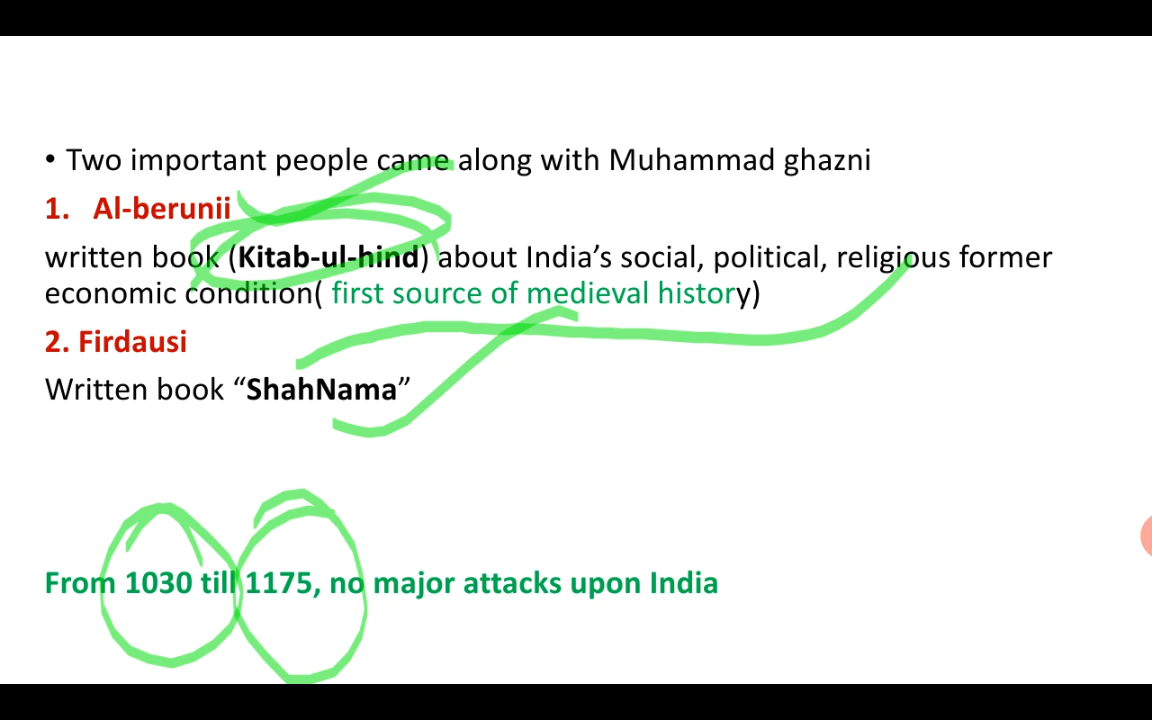 • Two important people came along with Muhammad ghazni
1. Al-berunii
written book (Kitab-ul-hind) about India’s social, political, religious former
economic condition( first source of medieval history)
2. Firdausi
Written book “ShahNama”
From 1030 till 1175, no major attacks upon India